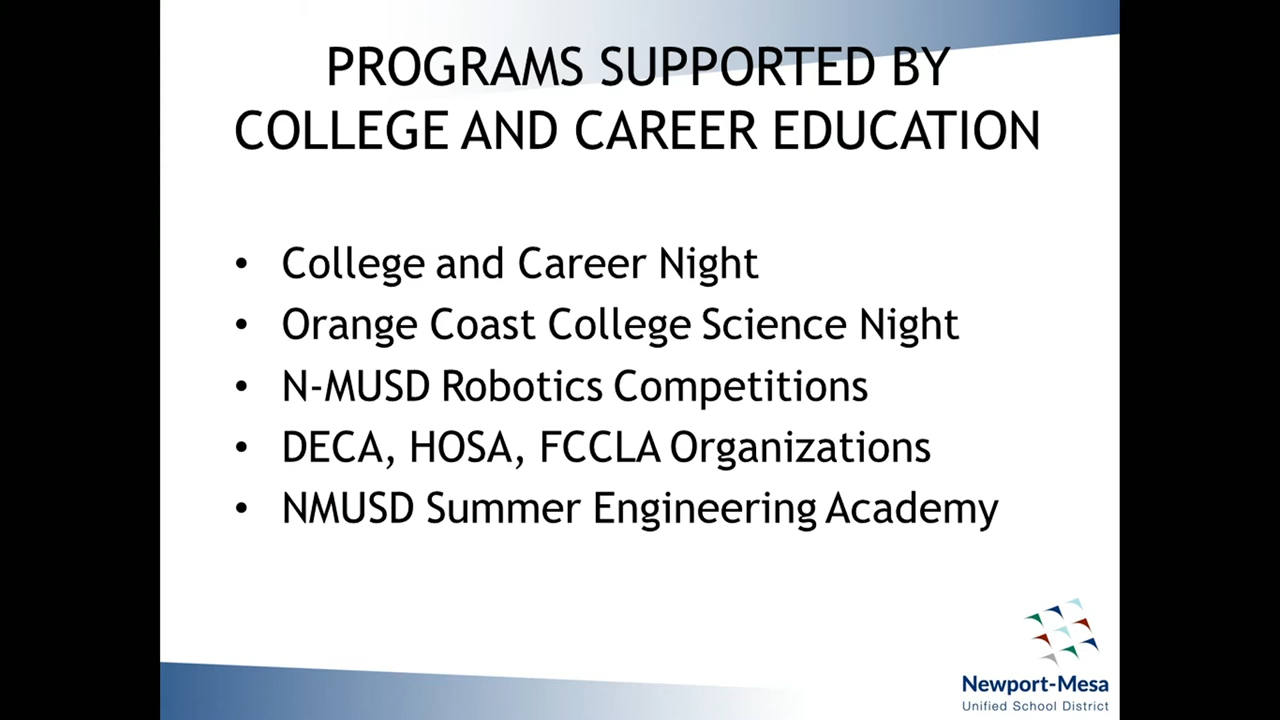 PROGRAMS SUPPORTED BY
COLLEGE AND CAREER EDUCATION
• College and Career Night
• Orange Coast College Science Night
• N-MUSD Robotics Competitions
• DECA, HOSA, FCCLA Organizations
• NMUSD Summer Engineering Academy
Newport-Mesa
Unified School District